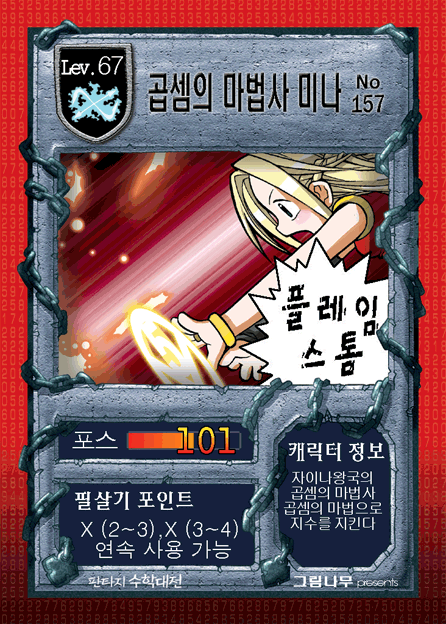 Lev. 67
곱셈의 마법사 미나
No 157
플레임
스톰
포스 101
필살기 포인트
X (2~3),X (3~4)
연속 사용 가능
캐릭터 정보
자이나왕국의
곱셈의 마법사
곱셈의 마법으로
지수를 지킨다
판타지 수학대전
그림나무 presents